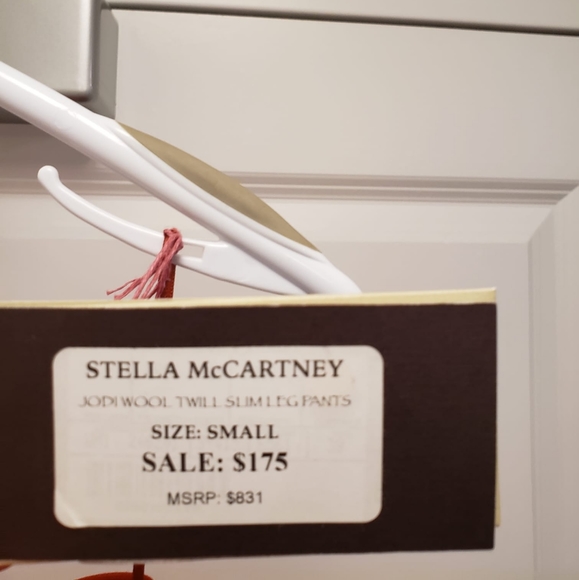 STELLA McCARTNEY
JODI WOOL TWILL SLIM LEG PANTS
SIZE: SMALL
SALE: $175
MSRP: $831